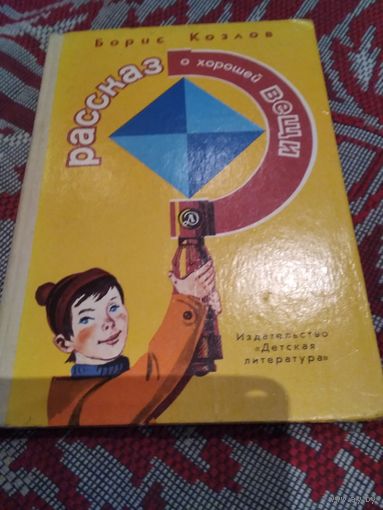 Борис Козлов
рассказ
о хорошей
вещи
Издательство
«Детская
литература»